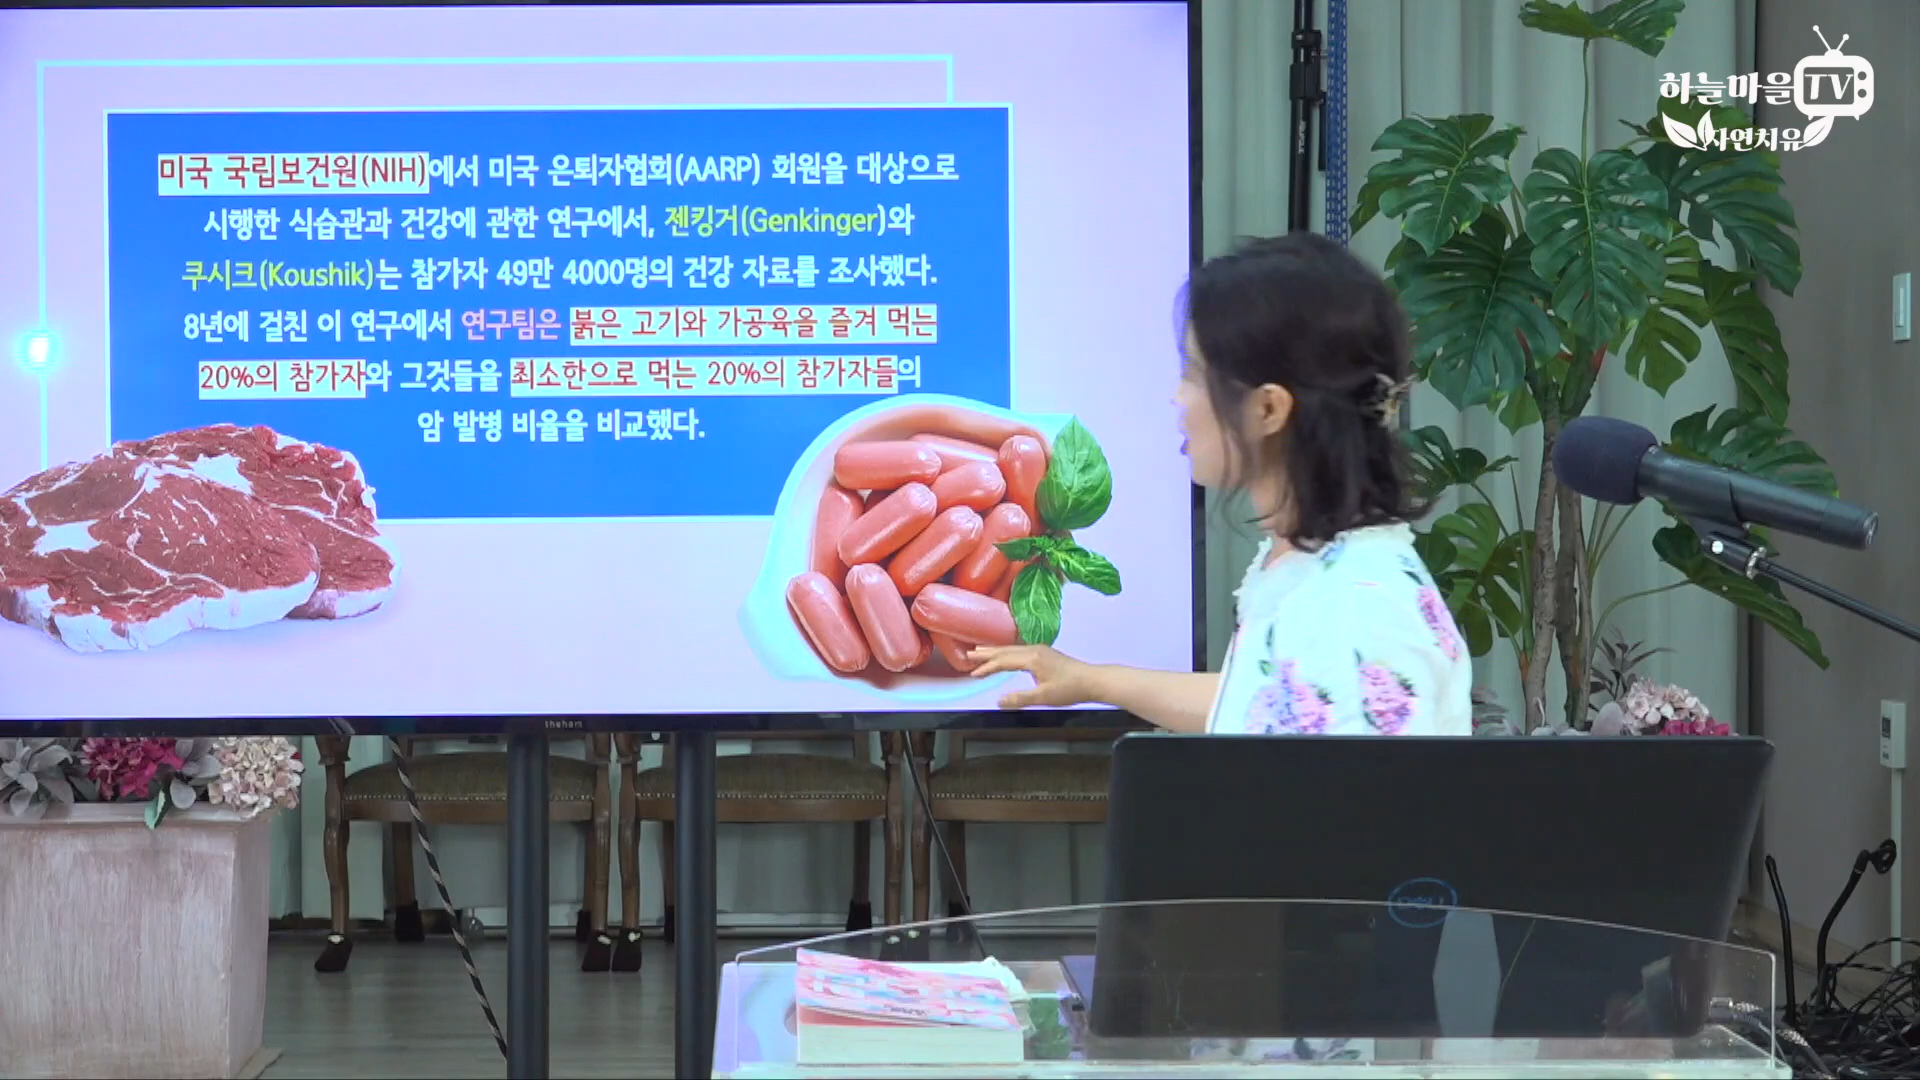 하늘마을TV
자연치유
미국 국립보건원(NIH)에서 미국 은퇴자협회(AARP) 회원을 대상으로
시행한 식습관과 건강에 관한 연구에서, 젠킹거(Genkinger)와
쿠시크(Koushik)는 참가자 49만 4000명의 건강 자료를 조사했다.
8년에 걸친 이 연구에서 연구팀은 붉은 고기와 가공육을 즐겨 먹는
20%의 참가자와 그것들을 최소한으로 먹는 20%의 참가자들의
암 발병 비율을 비교했다.
theham
DELL